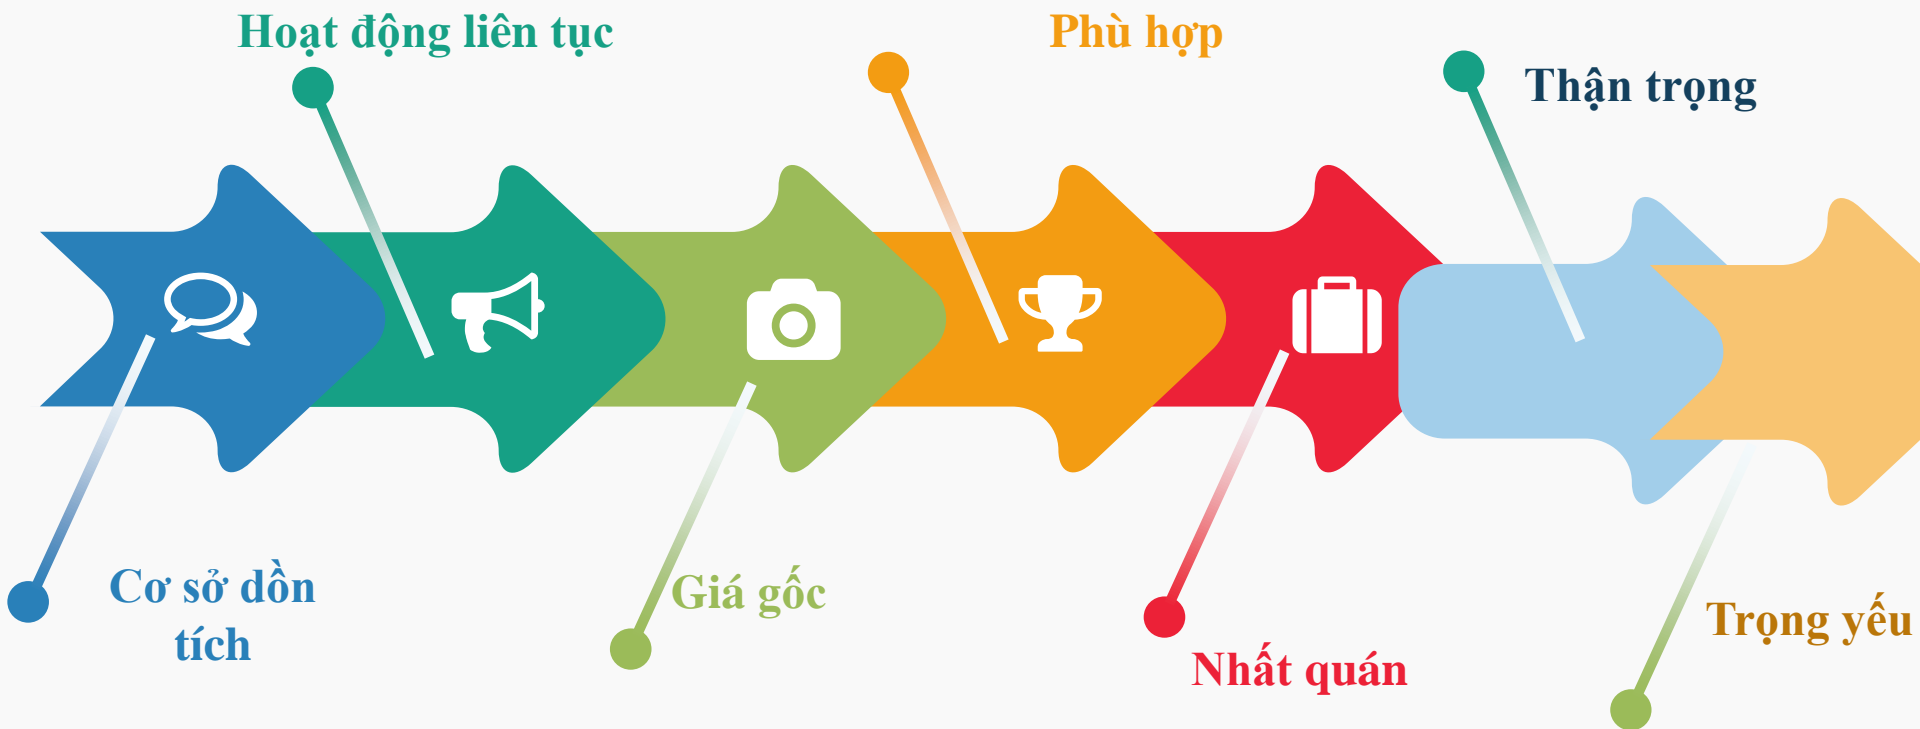 Hoạt động liên tục
Phù hợp
Thận trọng
Cơ sở dồn
tích
Giá gốc
Nhất quán
Trọng yếu